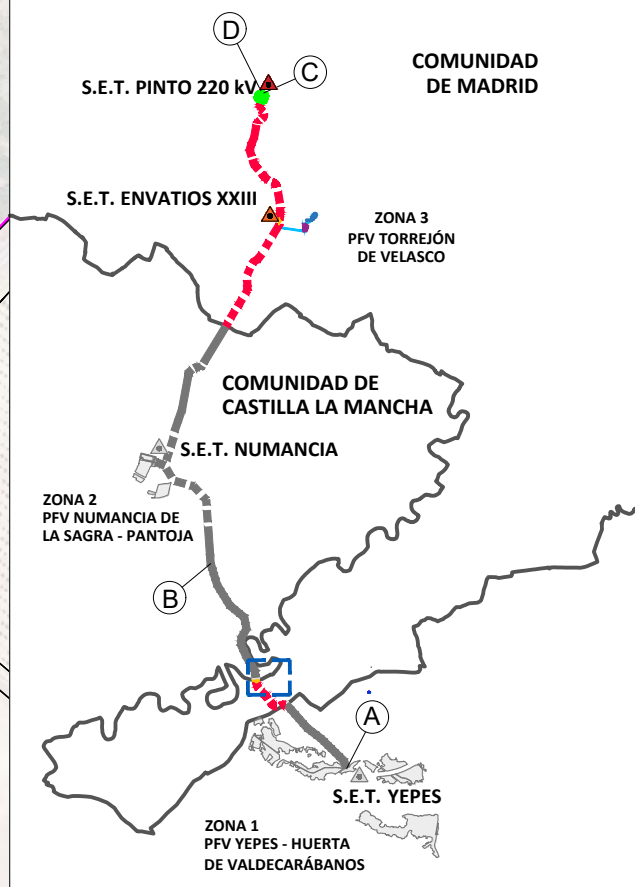 D
C
COMUNIDAD
DE MADRID
S.E.T. PINTO 220 kV
S.E.T. ENVATIOS XXIII
ZONA 3
PFV TORREJÓN
DE VELASCO
COMUNIDAD DE
CASTILLA LA MANCHA
S.E.T. NUMANCIA
ZONA 2
PFV NUMANCIA DE
LA SAGRA - PANTOJA
B
A
S.E.T. YEPES
ZONA 1
PFV YEPES - HUERTA
DE VALDECARÁBANOS